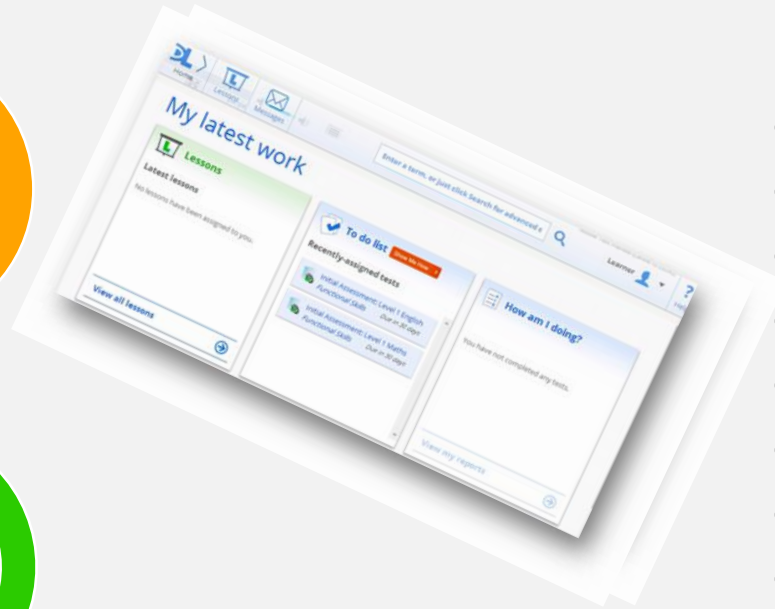 DL
Home
Lessons
Messages
Enter a term, or just click Search for advanced s
Learner
?
My latest work
Lessons
Latest lessons
No lessons have been assigned to you.
View all lessons
To do list
Show Me How
Recently-assigned tests
Initial Assessment: Level 1 English
Functional Skills Due in 30 days
Initial Assessment: Level 1 Maths
Functional Skills Due in 30 days
How am I doing?
You have not completed any tests.
View my reports